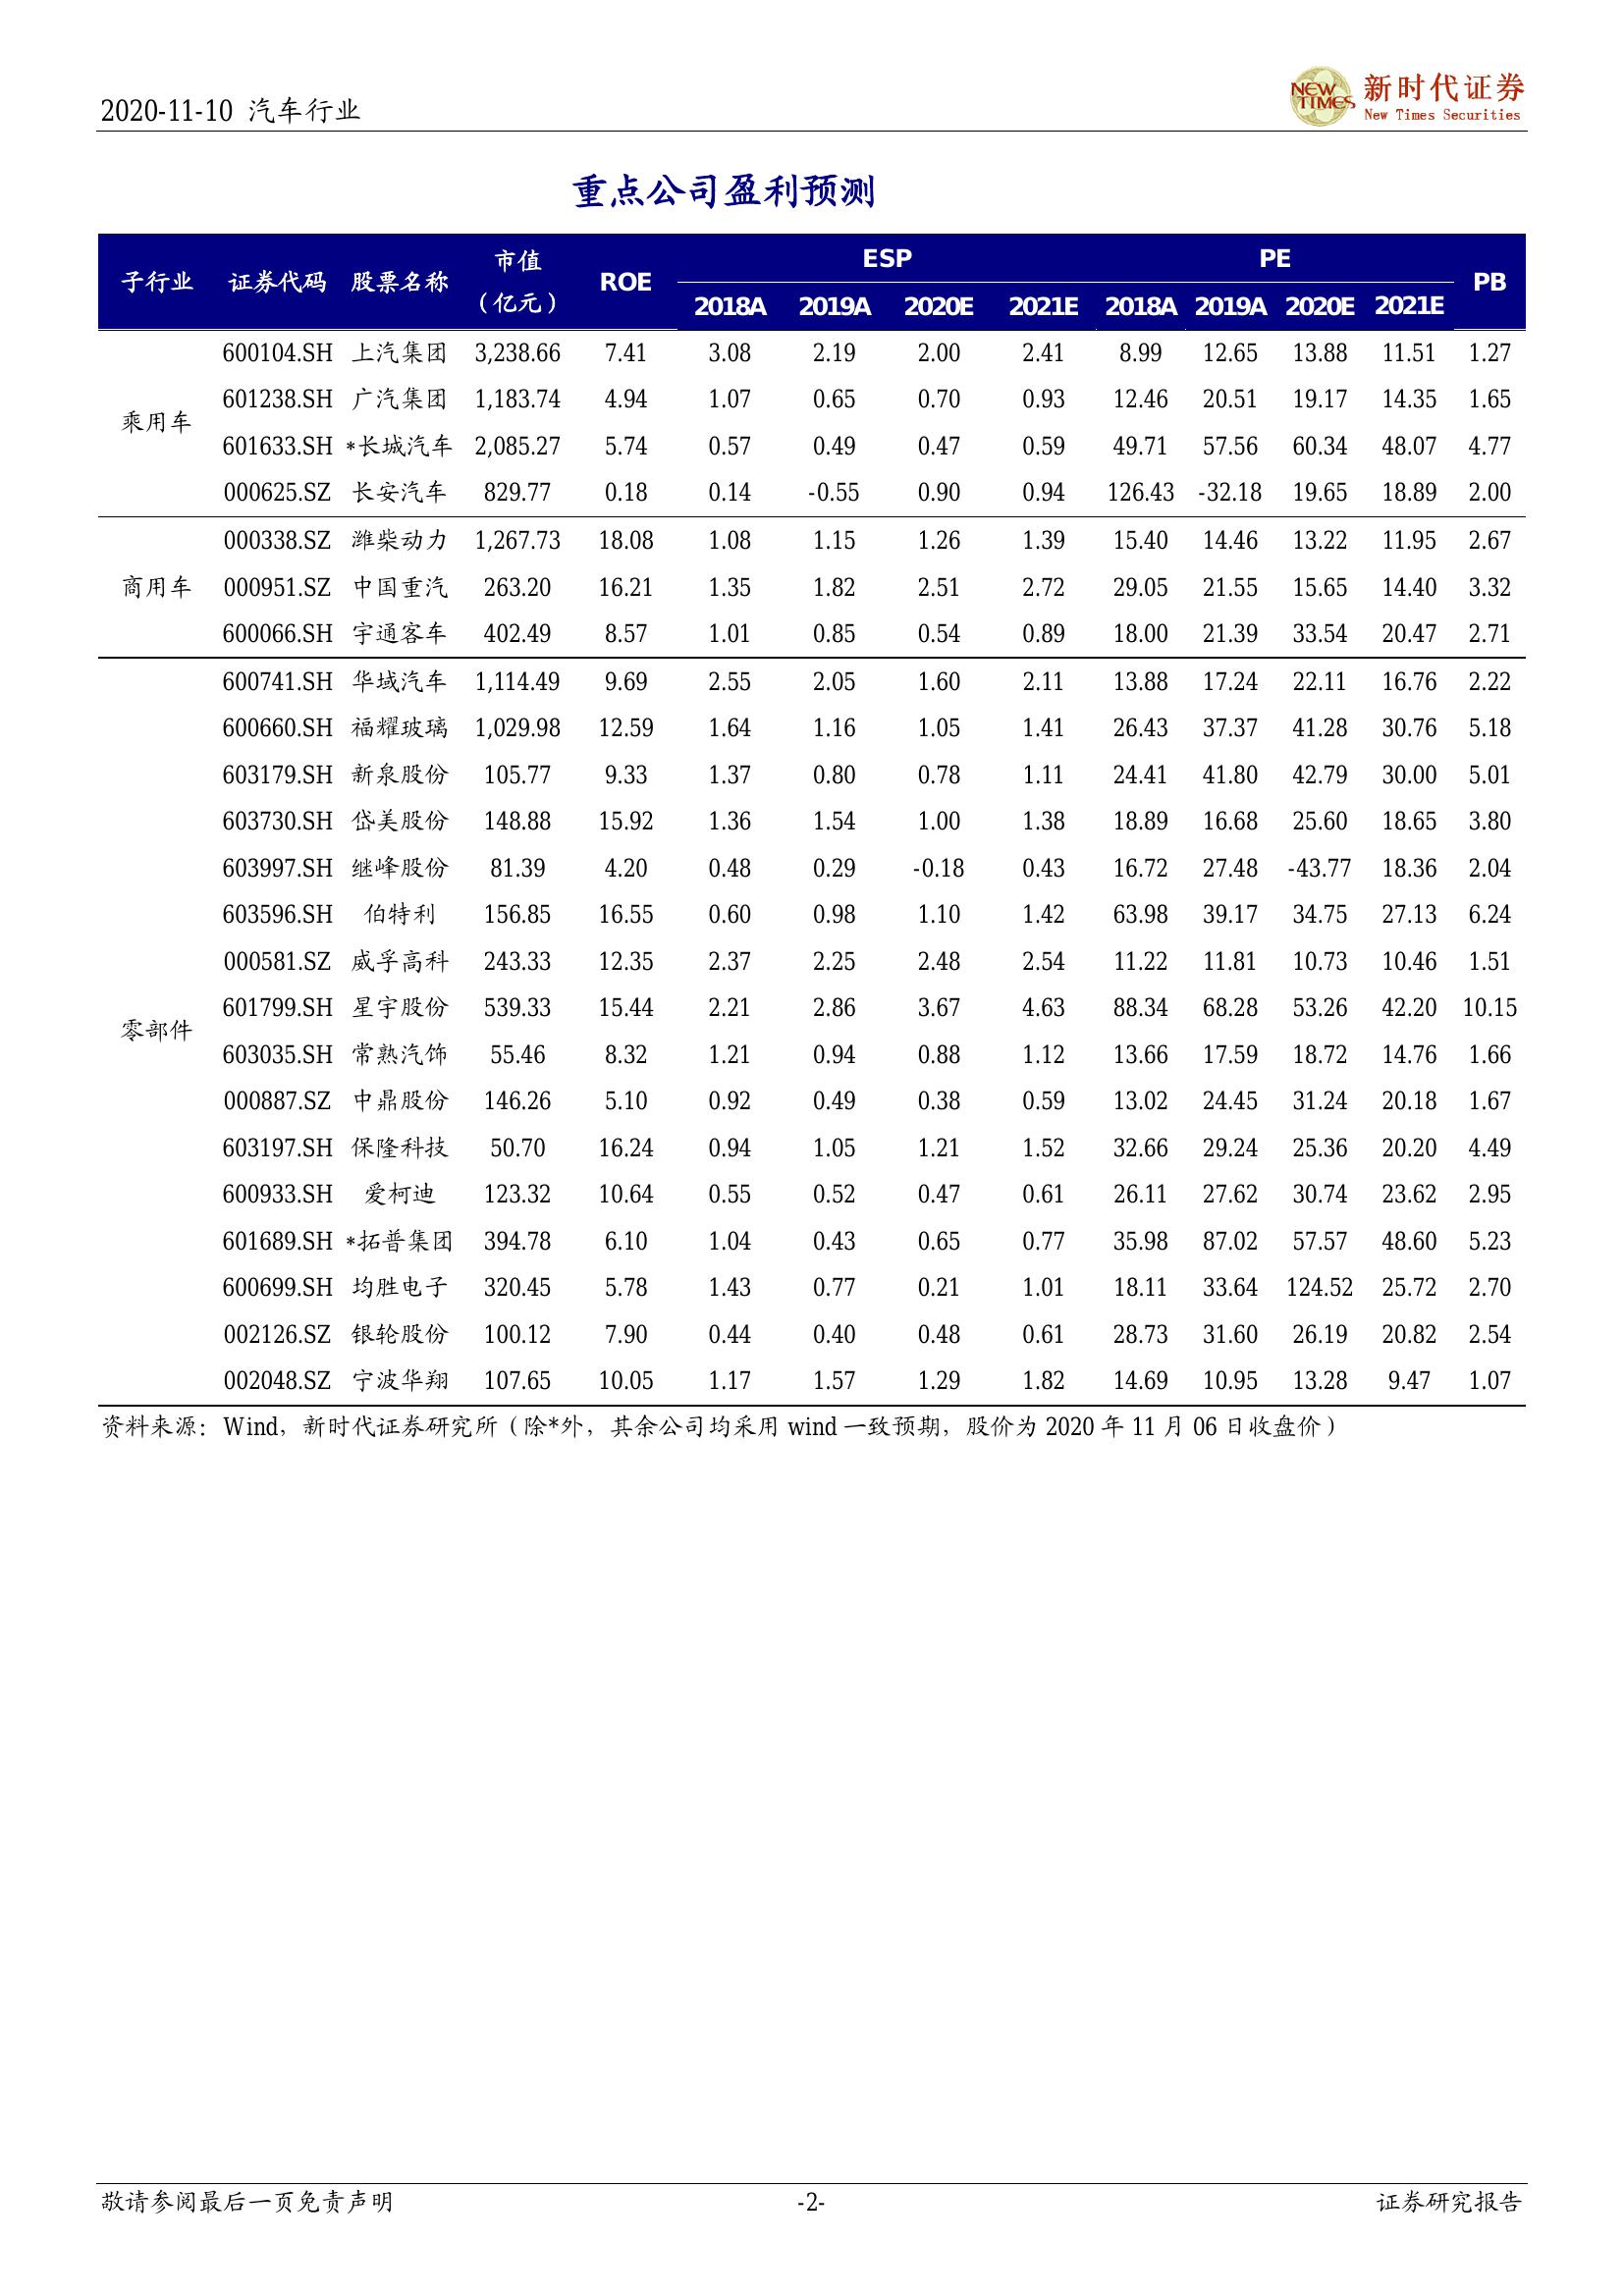 2020-11-10 汽车行业
NEW TIMES 新时代证券
New Times Securities
重点公司盈利预测
子行业 证券代码 股票名称 市值（亿元） ROE ESP PE PB
2018A 2019A 2020E 2021E 2018A 2019A 2020E 2021E
乘用车
600104.SH 上汽集团 3,238.66 7.41 3.08 2.19 2.00 2.41 8.99 12.65 13.88 11.51 1.27
601238.SH 广汽集团 1,183.74 4.94 1.07 0.65 0.70 0.93 12.46 20.51 19.17 14.35 1.65
601633.SH *长城汽车 2,085.27 5.74 0.57 0.49 0.47 0.59 49.71 57.56 60.34 48.07 4.77
000625.SZ 长安汽车 829.77 0.18 0.14 -0.55 0.90 0.94 126.43 -32.18 19.65 18.89 2.00
商用车
000338.SZ 潍柴动力 1,267.73 18.08 1.08 1.15 1.26 1.39 15.40 14.46 13.22 11.95 2.67
000951.SZ 中国重汽 263.20 16.21 1.35 1.82 2.51 2.72 29.05 21.55 15.65 14.40 3.32
600066.SH 宇通客车 402.49 8.57 1.01 0.85 0.54 0.89 18.00 21.39 33.54 20.47 2.71
零部件
600741.SH 华域汽车 1,114.49 9.69 2.55 2.05 1.60 2.11 13.88 17.24 22.11 16.76 2.22
600660.SH 福耀玻璃 1,029.98 12.59 1.64 1.16 1.05 1.41 26.43 37.37 41.28 30.76 5.18
603179.SH 新泉股份 105.77 9.33 1.37 0.80 0.78 1.11 24.41 41.80 42.79 30.00 5.01
603730.SH 岱美股份 148.88 15.92 1.36 1.54 1.00 1.38 18.89 16.68 25.60 18.65 3.80
603997.SH 继峰股份 81.39 4.20 0.48 0.29 -0.18 0.43 16.72 27.48 -43.77 18.36 2.04
603596.SH 伯特利 156.85 16.55 0.60 0.98 1.10 1.42 63.98 39.17 34.75 27.13 6.24
000581.SZ 威孚高科 243.33 12.35 2.37 2.25 2.48 2.54 11.22 11.81 10.73 10.46 1.51
601799.SH 星宇股份 539.33 15.44 2.21 2.86 3.67 4.63 88.34 68.28 53.26 42.20 10.15
603035.SH 常熟汽饰 55.46 8.32 1.21 0.94 0.88 1.12 13.66 17.59 18.72 14.76 1.66
000887.SZ 中鼎股份 146.26 5.10 0.92 0.49 0.38 0.59 13.02 24.45 31.24 20.18 1.67
603197.SH 保隆科技 50.70 16.24 0.94 1.05 1.21 1.52 32.66 29.24 25.36 20.20 4.49
600933.SH 爱柯迪 123.32 10.64 0.55 0.52 0.47 0.61 26.11 27.62 30.74 23.62 2.95
601689.SH *拓普集团 394.78 6.10 1.04 0.43 0.65 0.77 35.98 87.02 57.57 48.60 5.23
600699.SH 均胜电子 320.45 5.78 1.43 0.77 0.21 1.01 18.11 33.64 124.52 25.72 2.70
002126.SZ 银轮股份 100.12 7.90 0.44 0.40 0.48 0.61 28.73 31.60 26.19 20.82 2.54
002048.SZ 宁波华翔 107.65 10.05 1.17 1.57 1.29 1.82 14.69 10.95 13.28 9.47 1.07
资料来源：Wind，新时代证券研究所（除*外，其余公司均采用 wind 一致预期，股价为 2020 年 11 月 06 日收盘价）
敬请参阅最后一页免责声明 -2- 证券研究报告